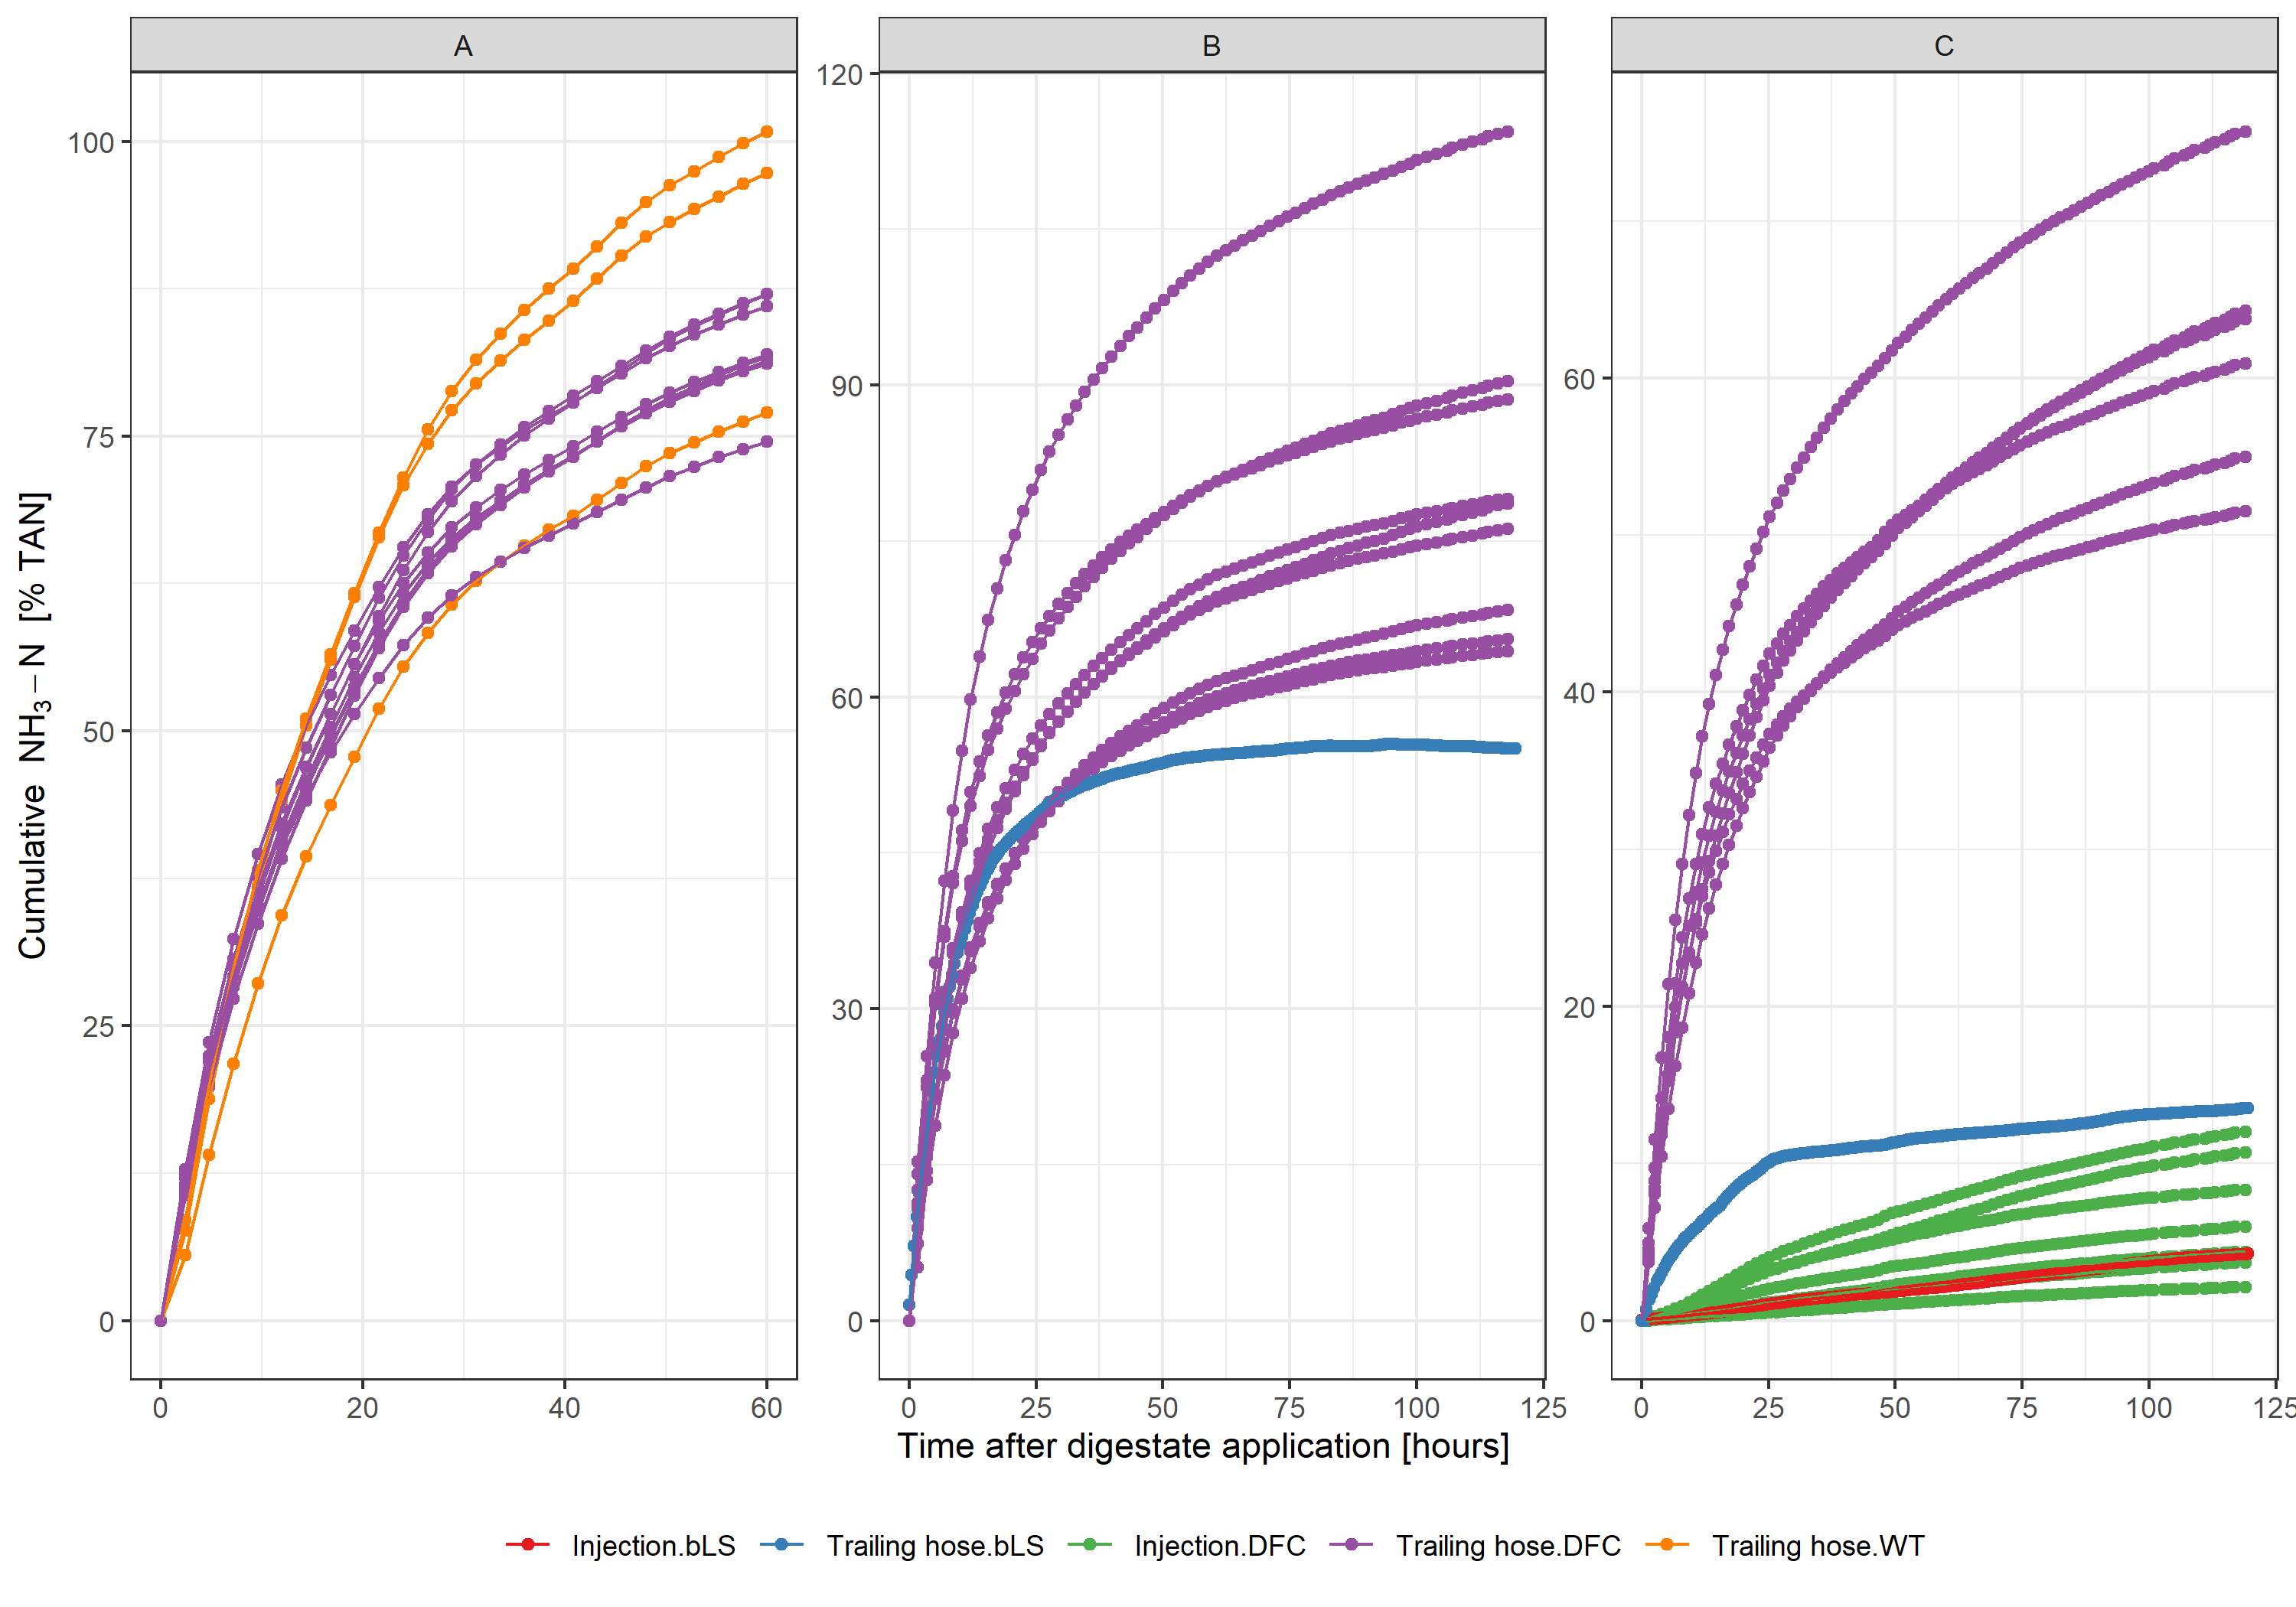 A B C
Cumulative NH₃−N [% TAN]
100
75
50
25
0
0 20 40 60
120
90
60
30
0
0 25 50 75 100 125
60
40
20
0
0 25 50 75 100 125
Time after digestate application [hours]
Injection.bLS Trailing hose.bLS Injection.DFC Trailing hose.DFC Trailing hose.WT